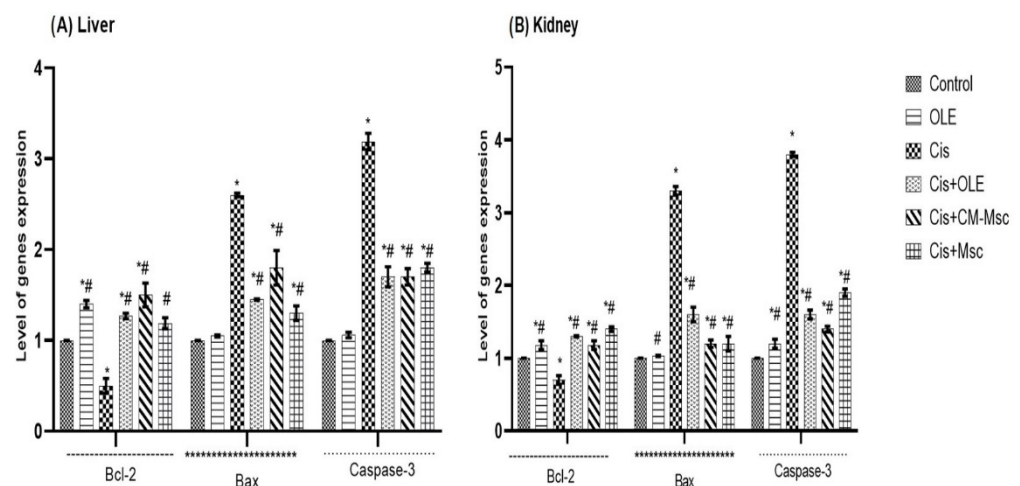 (A) Liver
Level of genes expression
4
3
2
1
0
*#
*
*#
*#
#
*
*#
*#
*#
*
*#
*#
*#
Bcl-2
Bax
Caspase-3
(B) Kidney
Level of genes expression
5
4
3
2
1
0
*#
*
*#
*#
*#
#
*
*#
*#
*#
*#
*
*#
*#
*#
Bcl-2
Bax
Caspase-3
Control
OLE
Cis
Cis+OLE
Cis+CM-Msc
Cis+Msc